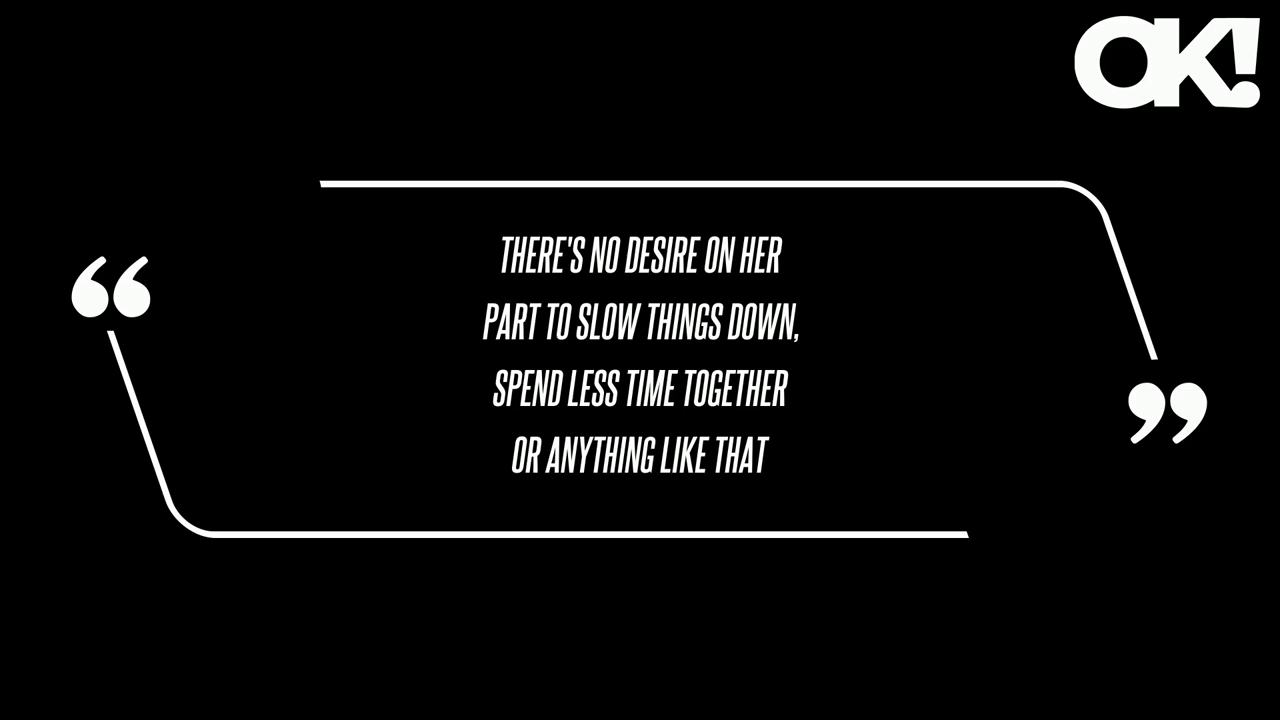 OK!
“
THERE'S NO DESIRE ON HER
PART TO SLOW THINGS DOWN,
SPEND LESS TIME TOGETHER
OR ANYTHING LIKE THAT
”